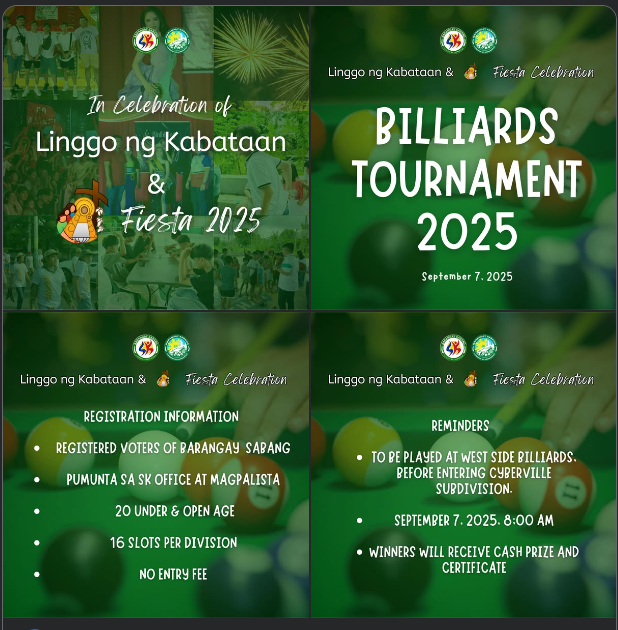 In Celebration of
Linggo ng Kabataan
&
Fiesta 2025
Linggo ng Kabataan & Fiesta Celebration
BILLIARDS
TOURNAMENT
2025
September 7, 2025
Linggo ng Kabataan & Fiesta Celebration
REGISTRATION INFORMATION
• REGISTERED VOTERS OF BARANGAY SABANG
• PUMUNTA SA SK OFFICE AT MAGPALISTA
• 20 UNDER & OPEN AGE
• 16 SLOTS PER DIVISION
• NO ENTRY FEE
Linggo ng Kabataan & Fiesta Celebration
REMINDERS
• TO BE PLAYED AT WEST SIDE BILLIARDS,
BEFORE ENTERING CYBERVILLE
SUBDIVISION.
• SEPTEMBER 7, 2025, 8:00 AM
• WINNERS WILL RECEIVE CASH PRIZE AND
CERTIFICATE